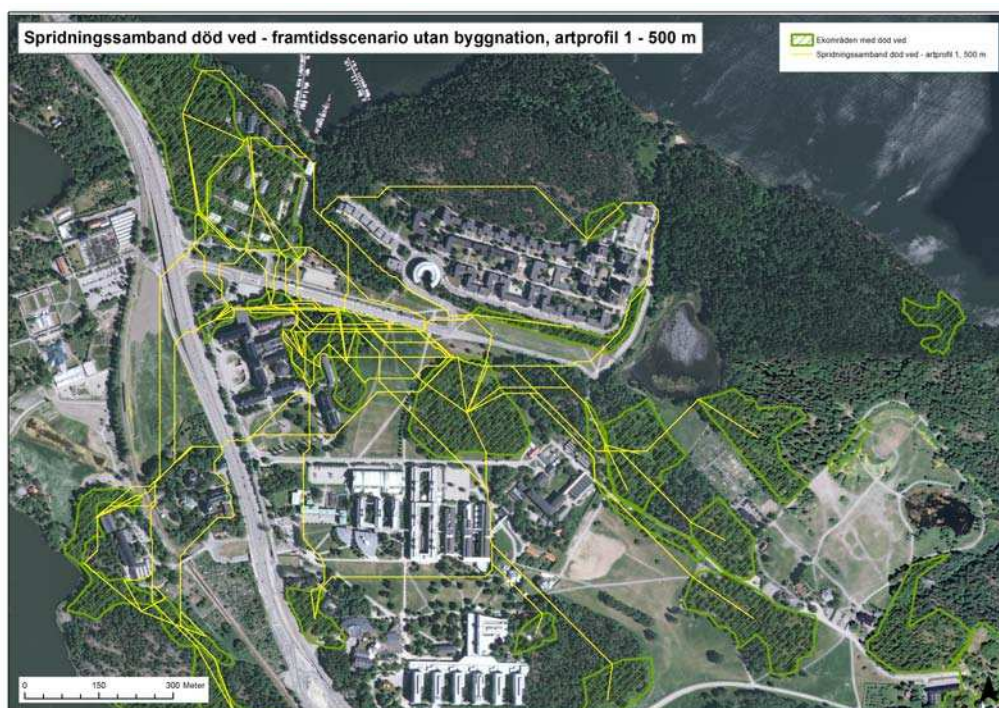 Spridningssamband död ved - framtidsscenario utan byggnation, artprofil 1 - 500 m
Ekområden med död ved
Spridningssamband död ved - artprofil 1, 500 m
0 150 300 Meter